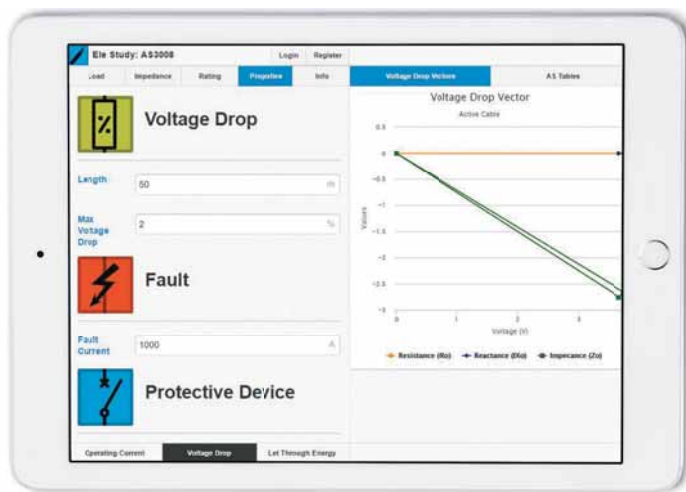 Ele Study: AS3008
Login
Register
Load
Impedance
Rating
Properties
Info
Voltage Drop Vectors
AS Tables
Voltage Drop
Length
50
m
Max
Votage
Drop
2
%
Fault
Fault
Current
1000
A
Protective Device
Operating Current
Voltage Drop
Let Through Energy
Voltage Drop Vector
Active Cable
Values
0.5
0
-0.5
-1
-1.5
-2
-2.5
-3
0
1
2
3
Voltage (V)
Resistance (Ro)
Reactance (IXo)
Impecance (Zo)